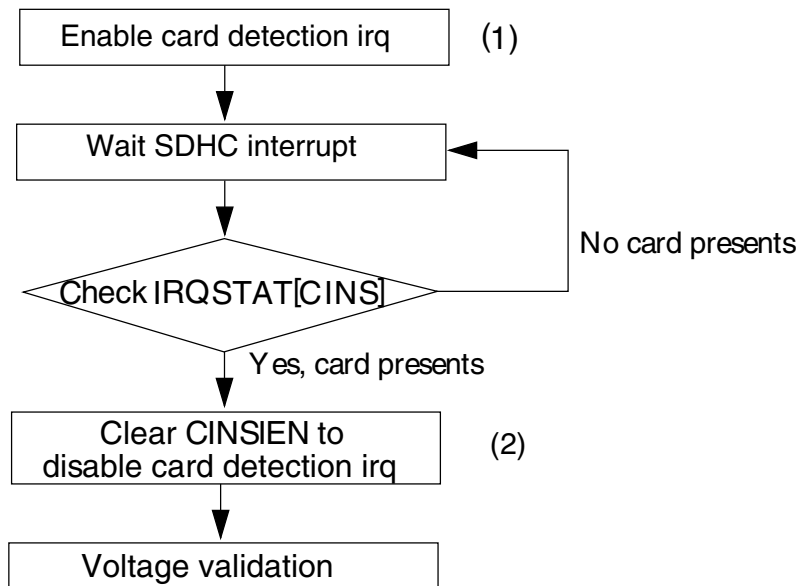 Enable card detection irq
(1)
Wait SDHC interrupt
No card presents
Check IRQSTAT[CINS]
Yes, card presents
Clear CINSIEN to
disable card detection irq
(2)
Voltage validation